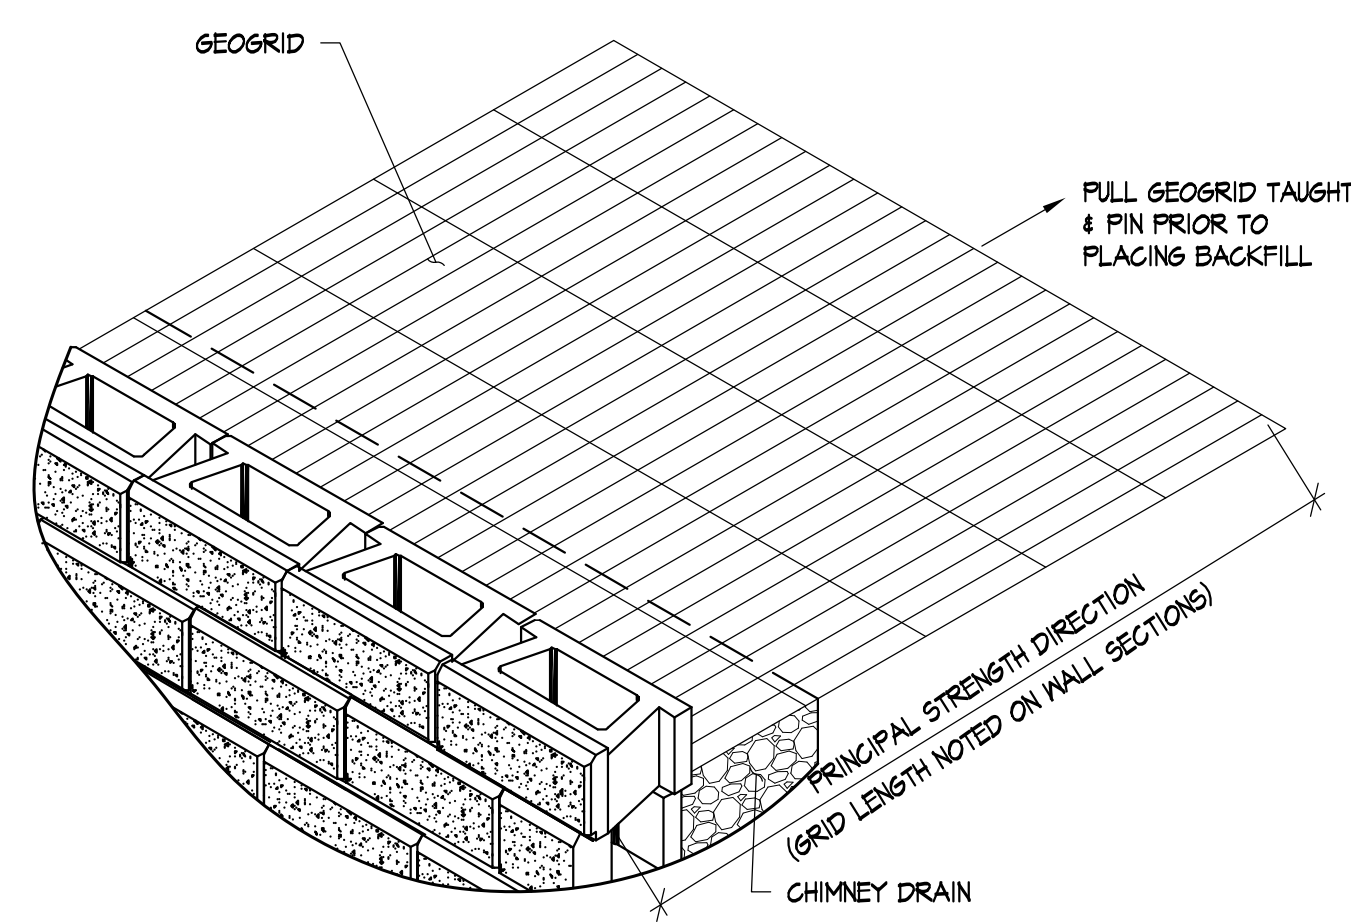 GEOGRID
PULL GEOGRID TAUGHT
& PIN PRIOR TO
PLACING BACKFILL
PRINCIPAL STRENGTH DIRECTION
(GRID LENGTH NOTED ON WALL SECTIONS)
CHIMNEY DRAIN